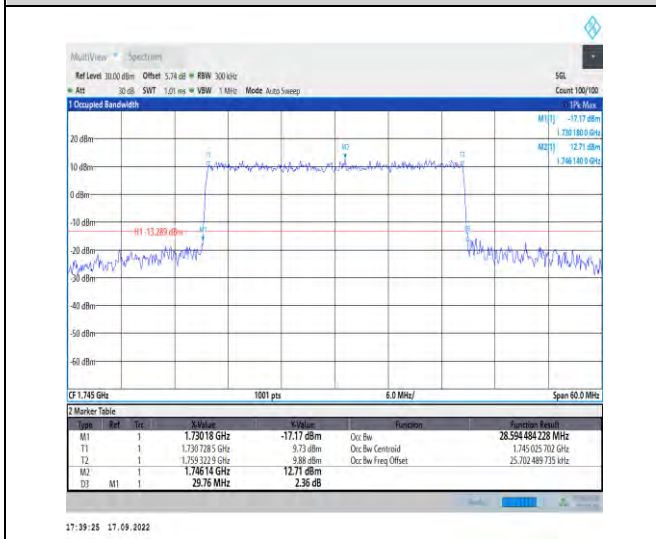 MultiView Spectrum
Ref Level 30.00 dBm Offset 5.74 dB RBW 300 kHz SGL
Att 30 dB SWT 1.01 ms VBW 1 MHz Mode Auto Sweep Count 100/100
1 Occupied Bandwidth 1Pk Max
M1[1] -17.17 dBm
1.730 180 0 GHz
M2[1] 12.71 dBm
1.746 140 0 GHz
20 dBm
M2
10 dBm
0 dBm
-10 dBm
H1 -13.289 dBm
M1
-20 dBm
-30 dBm
-40 dBm
-50 dBm
-60 dBm
CF 1.745 GHz 1001 pts 6.0 MHz/ Span 60.0 MHz
2 Marker Table
Type Ref Trc X-Value Y-Value Function Function Result
M1 1 1.73018 GHz -17.17 dBm Occ Bw 28.594 484 228 MHz
T1 1 1.730 728 5 GHz 9.73 dBm Occ Bw Centroid 1.745 025 702 GHz
T2 1 1.759 322 9 GHz 9.88 dBm Occ Bw Freq Offset 25.702 489 735 kHz
M2 1 1.74614 GHz 12.71 dBm
D3 M1 1 29.76 MHz 2.36 dB
17:39:25 17.09.2022